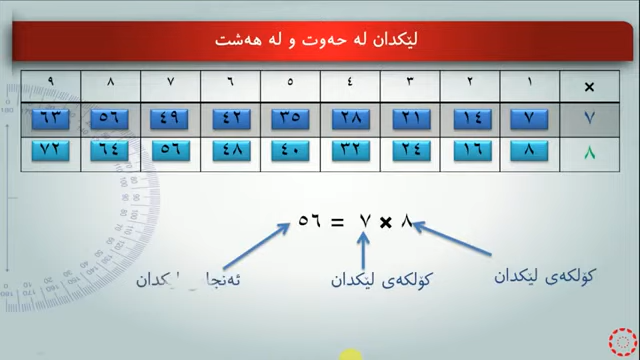 لێکدان لە حەوت و لە هەشت
× ١ ٢ ٣ ٤ ٥ ٦ ٧ ٨ ٩
٧ ٧ ١٤ ٢١ ٢٨ ٣٥ ٤٢ ٤٩ ٥٦ ٦٣
٨ ٨ ١٦ ٢٤ ٣٢ ٤٠ ٤٨ ٥٦ ٦٤ ٧٢
٨ × ٧ = ٥٦
کۆلکەی لێکدان کۆلکەی لێکدان